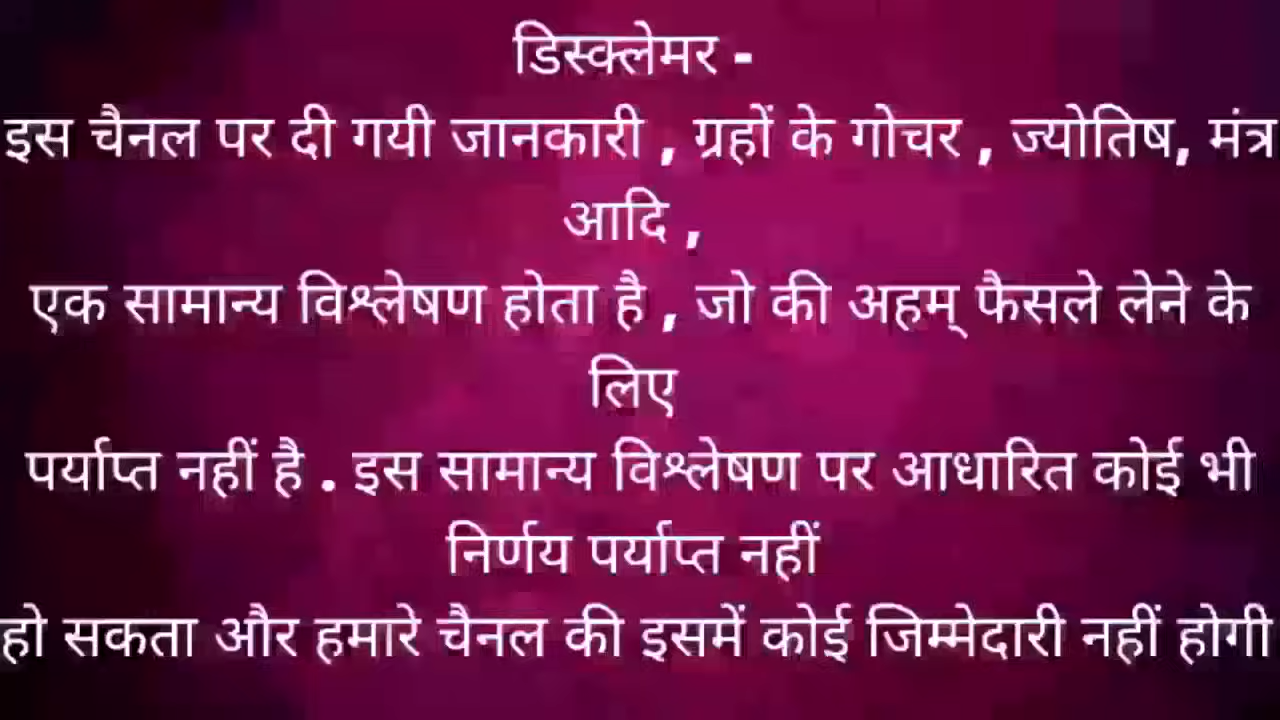 डिस्क्लेमर -
इस चैनल पर दी गयी जानकारी , ग्रहों के गोचर , ज्योतिष, मंत्र
आदि ,
एक सामान्य विश्लेषण होता है , जो की अहम् फैसले लेने के
लिए
पर्याप्त नहीं है . इस सामान्य विश्लेषण पर आधारित कोई भी
निर्णय पर्याप्त नहीं
हो सकता और हमारे चैनल की इसमें कोई जिम्मेदारी नहीं होगी